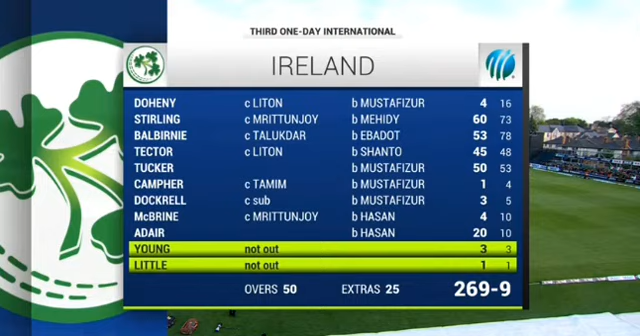 THIRD ONE-DAY INTERNATIONAL
IRELAND
DOHENY c LITON b MUSTAFIZUR 4 16
STIRLING c MRITTUNJOY b MEHIDY 60 73
BALBIRNIE c TALUKDAR b EBADOT 53 78
TECTOR c LITON b SHANTO 45 48
TUCKER b MUSTAFIZUR 50 53
CAMPHER c TAMIM b MUSTAFIZUR 1 4
DOCKRELL c sub b MUSTAFIZUR 3 5
McBRINE c MRITTUNJOY b HASAN 4 10
ADAIR b HASAN 20 10
YOUNG not out 3 3
LITTLE not out 1 1
OVERS 50 EXTRAS 25 269-9